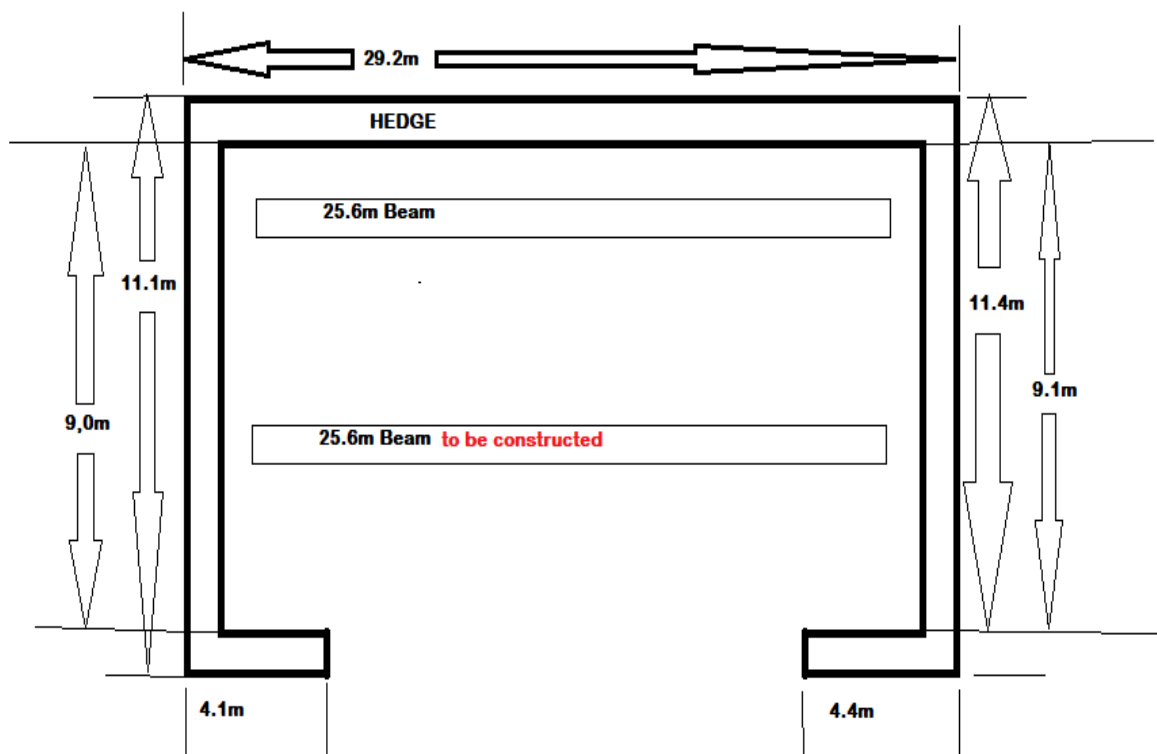 29.2m
HEDGE
25.6m Beam
11.1m
11.4m
9.1m
9,0m
25.6m Beam to be constructed
4.1m
4.4m